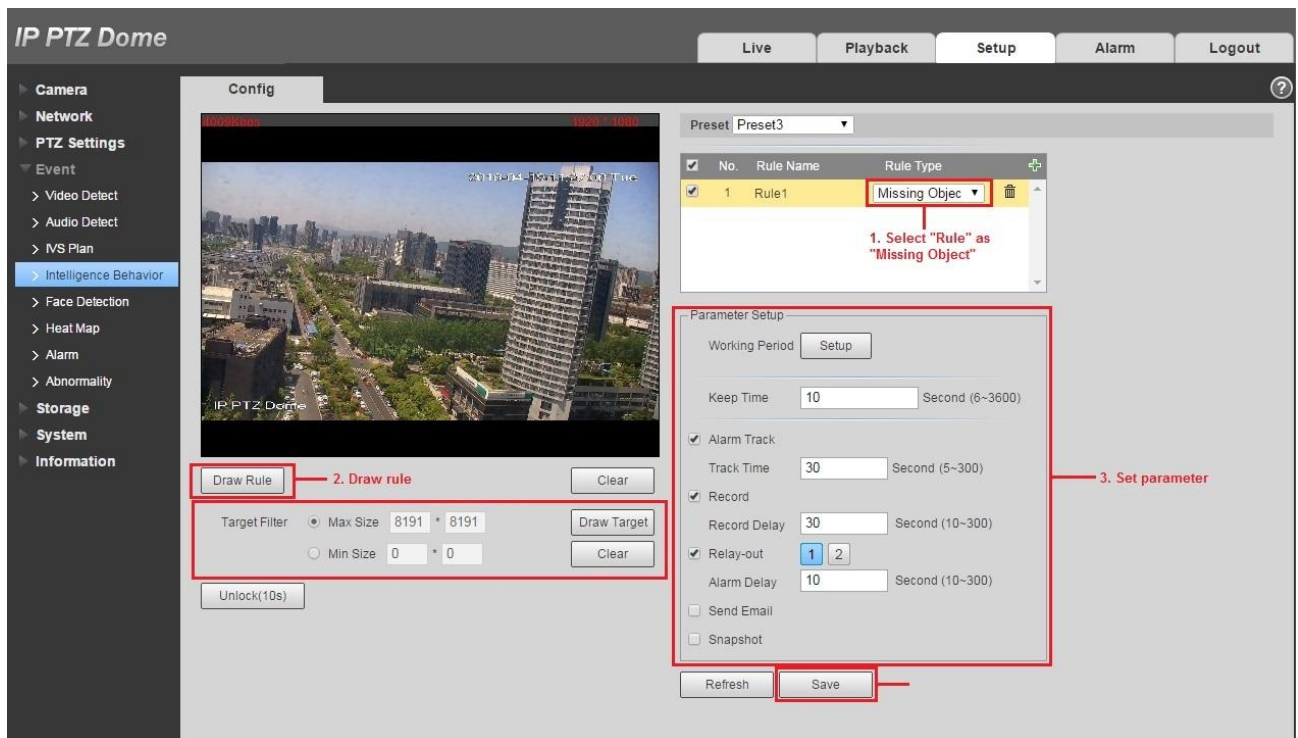 IP PTZ Dome
Live
Playback
Setup
Alarm
Logout
Camera
Network
PTZ Settings
Event
> Video Detect
> Audio Detect
> IVS Plan
> Intelligence Behavior
> Face Detection
> Heat Map
> Alarm
> Abnormality
Storage
System
Information
Config
?
4009Kbps 1920 * 1080
Tue
IP PTZ Dome
Draw Rule
2. Draw rule
Clear
Target Filter Max Size 8191 * 8191 Draw Target
Min Size 0 * 0 Clear
Unlock(10s)
Preset Preset3
No. Rule Name Rule Type
1 Rule1 Missing Objec
1. Select "Rule" as
"Missing Object"
Parameter Setup
Working Period Setup
Keep Time 10 Second (6~3600)
Alarm Track
Track Time 30 Second (5~300)
Record
Record Delay 30 Second (10~300)
Relay-out 1 2
Alarm Delay 10 Second (10~300)
Send Email
Snapshot
3. Set parameter
Refresh Save